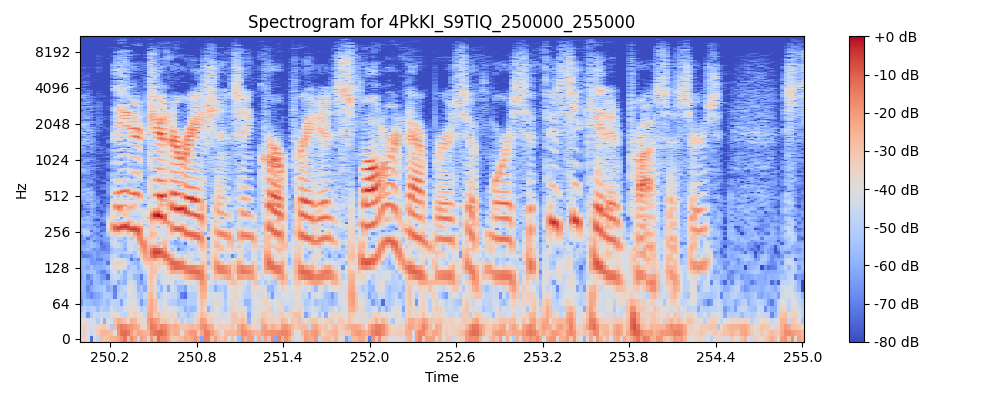 Spectrogram for 4PkKI_S9TIQ_250000_255000
8192
4096
2048
1024
512
256
128
64
0
Hz
250.2 250.8 251.4 252.0 252.6 253.2 253.8 254.4 255.0
Time
+0 dB
-10 dB
-20 dB
-30 dB
-40 dB
-50 dB
-60 dB
-70 dB
-80 dB